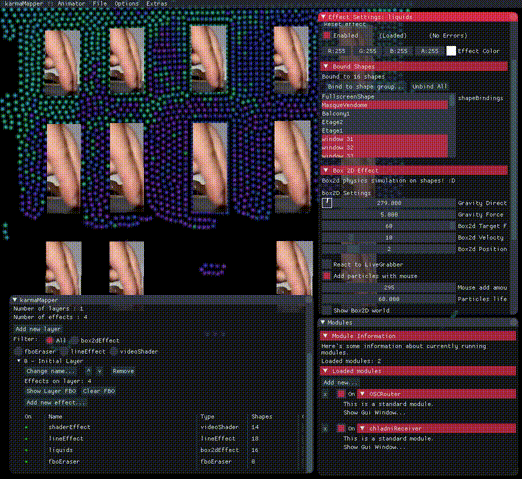 karmaMapper :: Animator File Options Extras
Effect Settings: liquids
Reset effect
Enabled (Loaded) (No Errors)
R:255 G:255 B:255 A:255 Effect Color
Bound Shapes
Bound to 16 shapes
Bind to shape group... Unbind All
FullscreenShape shapeBindings
MasqueVendome
Balcony1
Etage2
Etage1
window 31
window 32
window 33
Box 2D Effect
Box2d physics simulation on shapes! :D
Box2D Settings
279.000 Gravity Direct
5.000 Gravity Force
60 Box2d Target F
10 Box2d Velocty
2 Box2d Position
React to LiveGrabber
Add particles with mouse
295 Mouse add amou
60.000 Particles life
Show Box2D world
karmaMapper
Number of layers : 1
Number of effects : 4
Add new layer
Filter: All box2dEffect
fboEraser lineEffect videoShader
0 - Initial Layer
Change name... ^ v Remove
Effects on layer: 4
Show Layer FBO Clear FBO
Add new effect...
On Name Type Shapes
shaderEffect videoShader 14
lineEffect lineEffect 18
liquids box2dEffect 16
fboEraser fboEraser 0
Modules
Module Information
Here's some information about currently running
modules.
Loaded modules: 2
Loaded modules
Add new...
x On OSCRouter
This is a standard module.
Show Gui Window...
x On chladniReceiver
This is a standard module.
Show Gui Window...